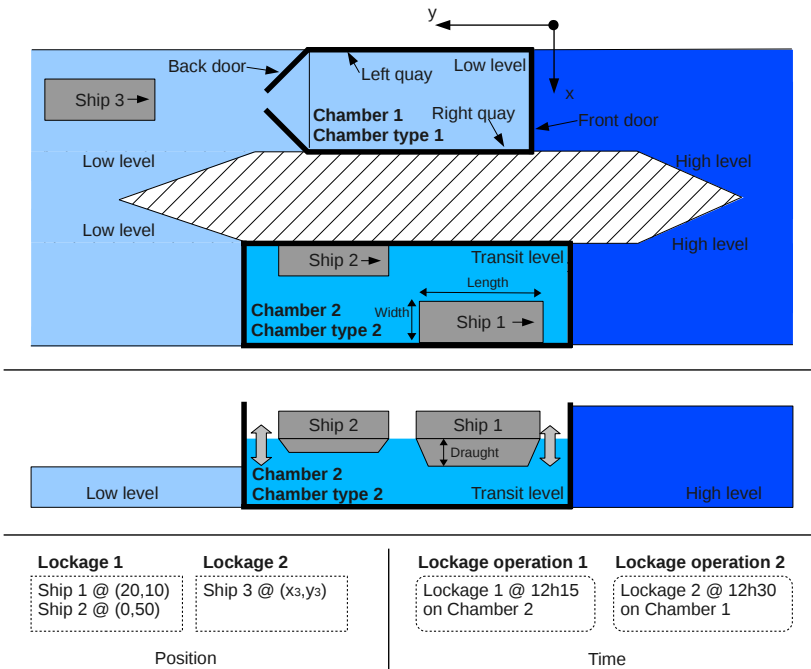 y
Back door
Left quay
Low level
x
Ship 3
Right quay
Chamber 1
Chamber type 1
Front door
Low level
High level
Low level
High level
Ship 2
Transit level
Length
Chamber 2
Width
Chamber type 2
Ship 1
Ship 2
Ship 1
Draught
Chamber 2
Low level
Chamber type 2
Transit level
High level
Lockage 1
Ship 1 @ (20,10)
Ship 2 @ (0,50)
Lockage 2
Ship 3 @ (x₃,y₃)
Position
Lockage operation 1
Lockage 1 @ 12h15
on Chamber 2
Lockage operation 2
Lockage 2 @ 12h30
on Chamber 1
Time